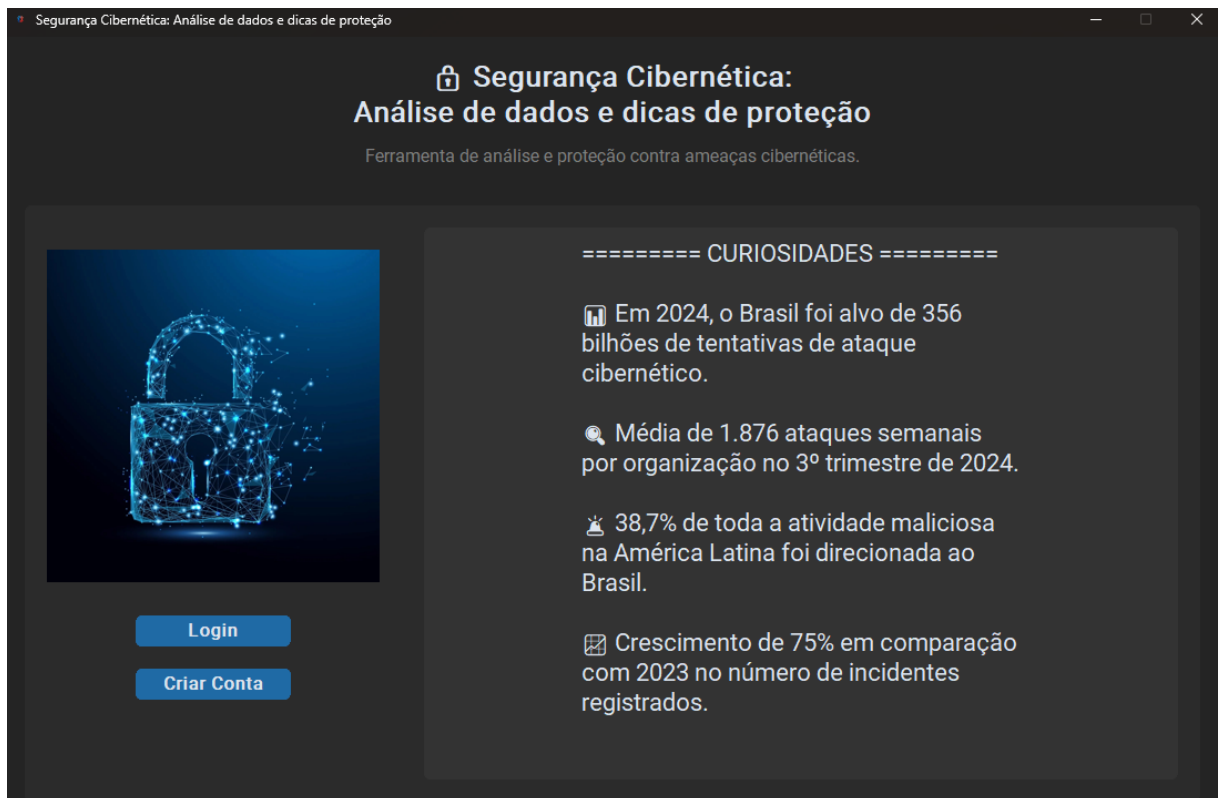 Segurança Cibernética: Análise de dados e dicas de proteção
Segurança Cibernética:
Análise de dados e dicas de proteção
Ferramenta de análise e proteção contra ameaças cibernéticas.
========= CURIOSIDADES =========
Em 2024, o Brasil foi alvo de 356
bilhões de tentativas de ataque
cibernético.
Média de 1.876 ataques semanais
por organização no 3º trimestre de 2024.
38,7% de toda a atividade maliciosa
na América Latina foi direcionada ao
Brasil.
Crescimento de 75% em comparação
com 2023 no número de incidentes
registrados.
Login
Criar Conta